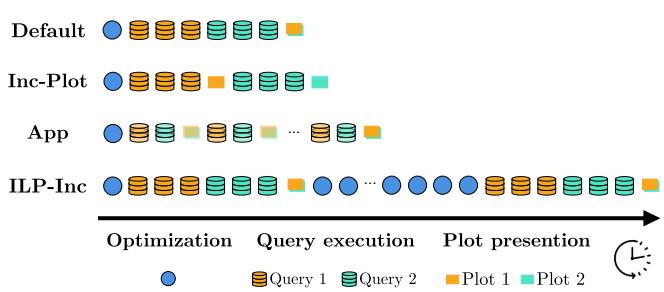 Default
Inc-Plot
App
...
ILP-Inc
...
Optimization Query execution Plot presention
Query 1 Query 2 Plot 1 Plot 2